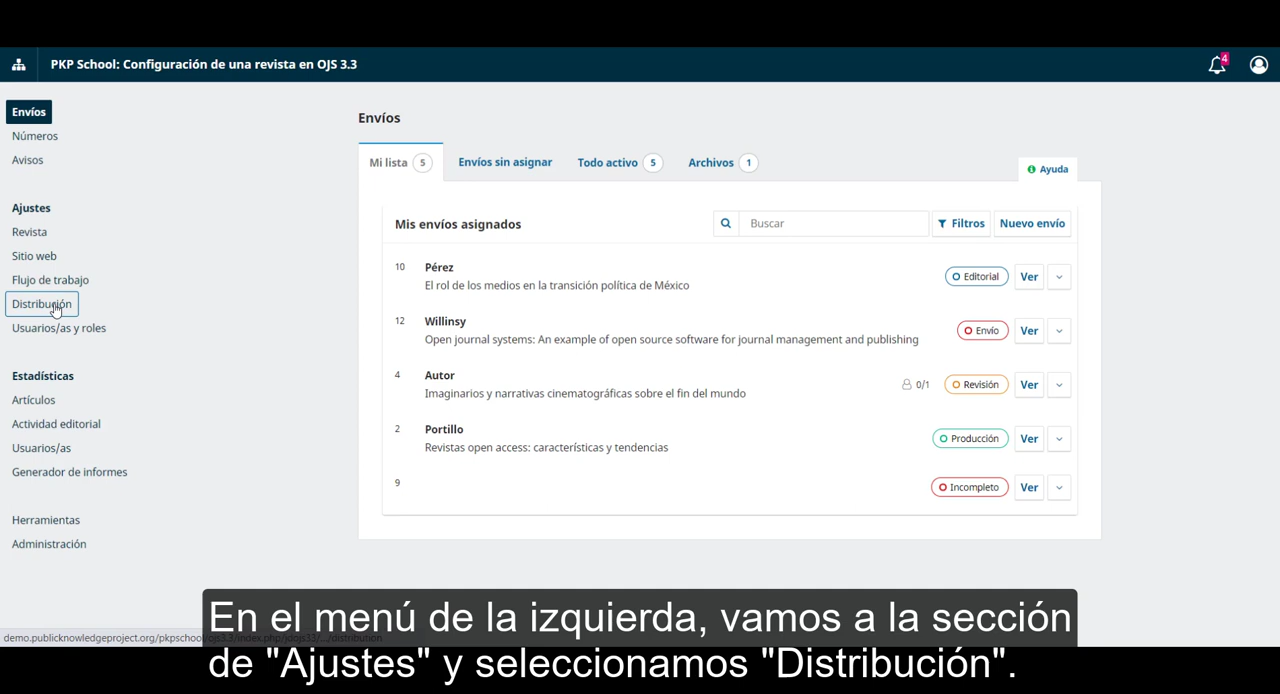 PKP School: Configuración de una revista en OJS 3.3
4
Envíos
Números
Avisos
Ajustes
Revista
Sitio web
Flujo de trabajo
Distribución
Usuarios/as y roles
Estadísticas
Artículos
Actividad editorial
Usuarios/as
Generador de informes
Herramientas
Administración
Envíos
Mi lista 5 Envíos sin asignar Todo activo 5 Archivos 1
Ayuda
Mis envíos asignados Buscar Filtros Nuevo envío
10 Pérez Editorial Ver
El rol de los medios en la transición política de México
12 Willinsy Envío Ver
Open journal systems: An example of open source software for journal management and publishing
4 Autor 0/1 Revisión Ver
Imaginarios y narrativas cinematográficas sobre el fin del mundo
2 Portillo Producción Ver
Revistas open access: características y tendencias
9 Incompleto Ver
En el menú de la izquierda, vamos a la sección
de "Ajustes" y seleccionamos "Distribución".
demo.publicknowledgeproject.org/pkpschool/ojs3.3/index.php/jdojs33/.../distribution